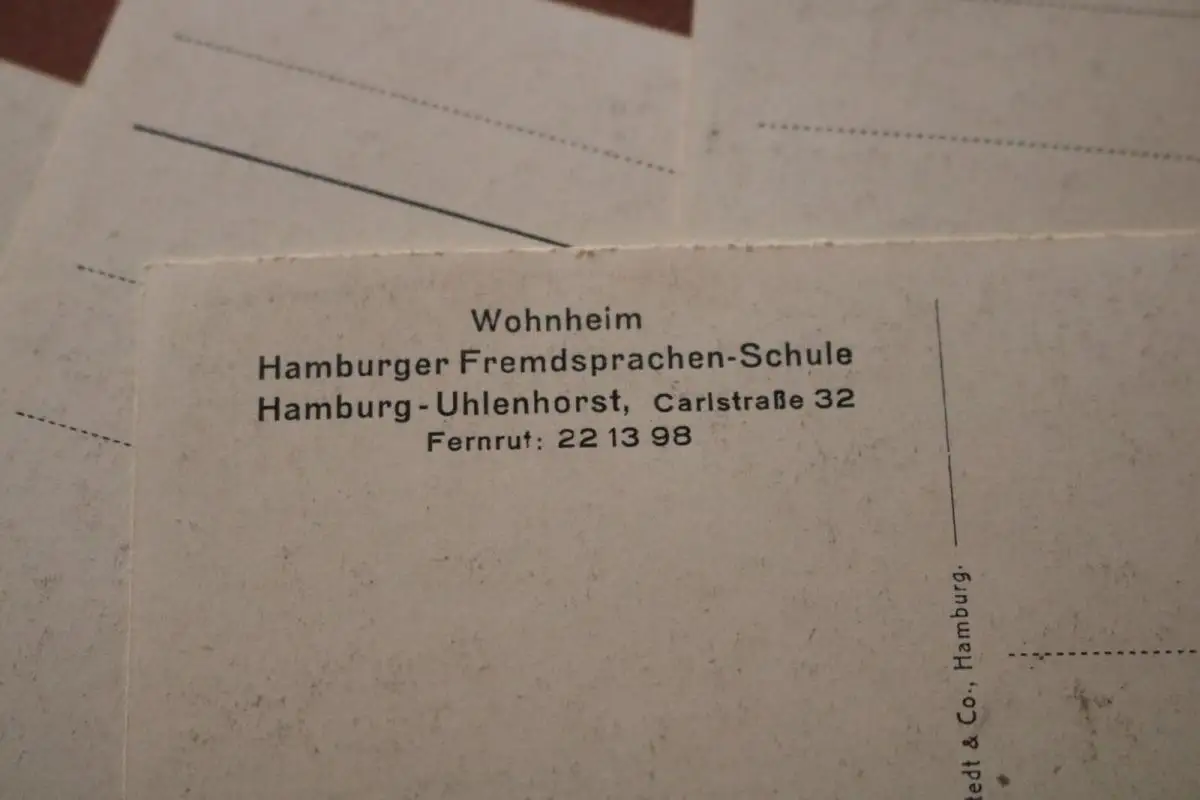 Wohnheim
Hamburger Fremdsprachen-Schule
Hamburg-Uhlenhorst, Carlstraße 32
Fernruf: 22 13 98
& Co., Hamburg.